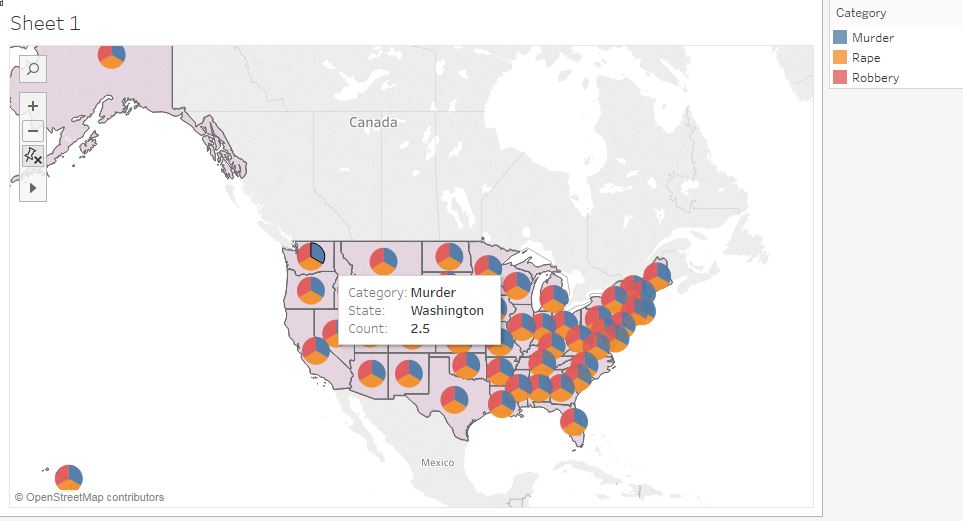 Sheet 1
Category
Murder
Rape
Robbery
Canada
Category: Murder
State: Washington
Count: 2.5
Mexico
© OpenStreetMap contributors